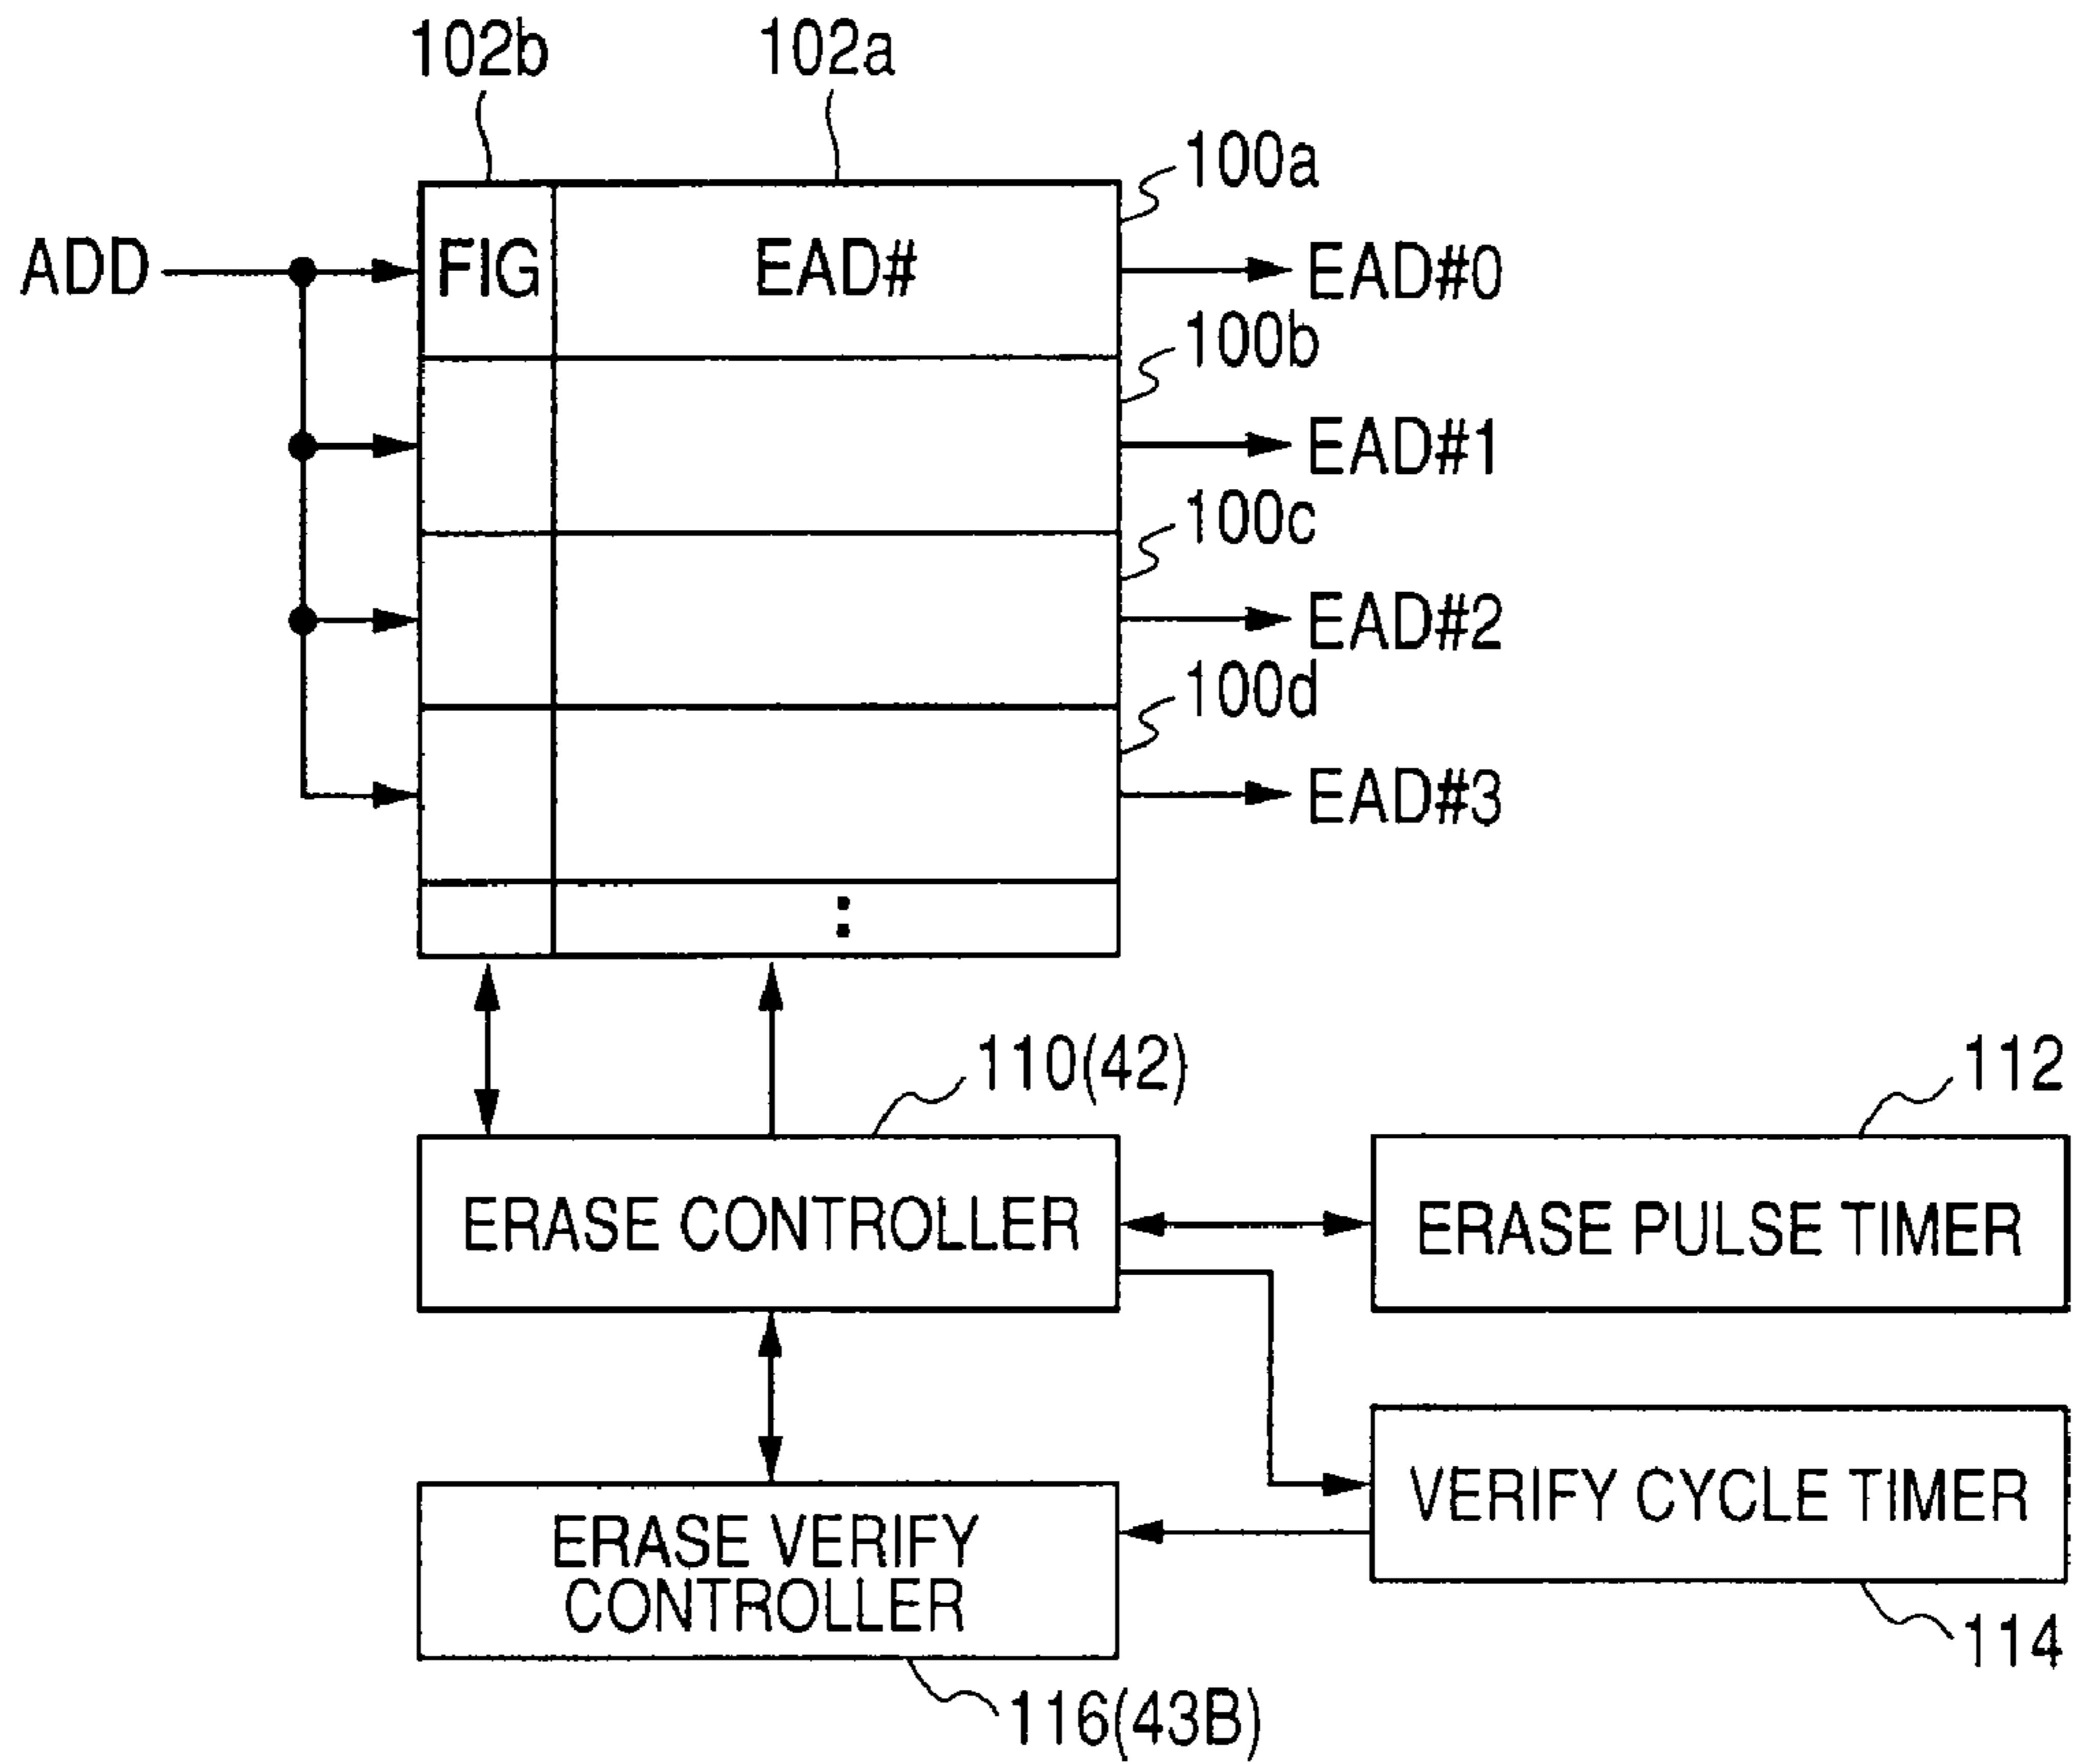 102b 102a
100a
ADD FIG EAD# EAD#0
100b
EAD#1
100c
EAD#2
100d
EAD#3
110(42) 112
ERASE CONTROLLER ERASE PULSE TIMER
VERIFY CYCLE TIMER
ERASE VERIFY
CONTROLLER
114
116(43B)